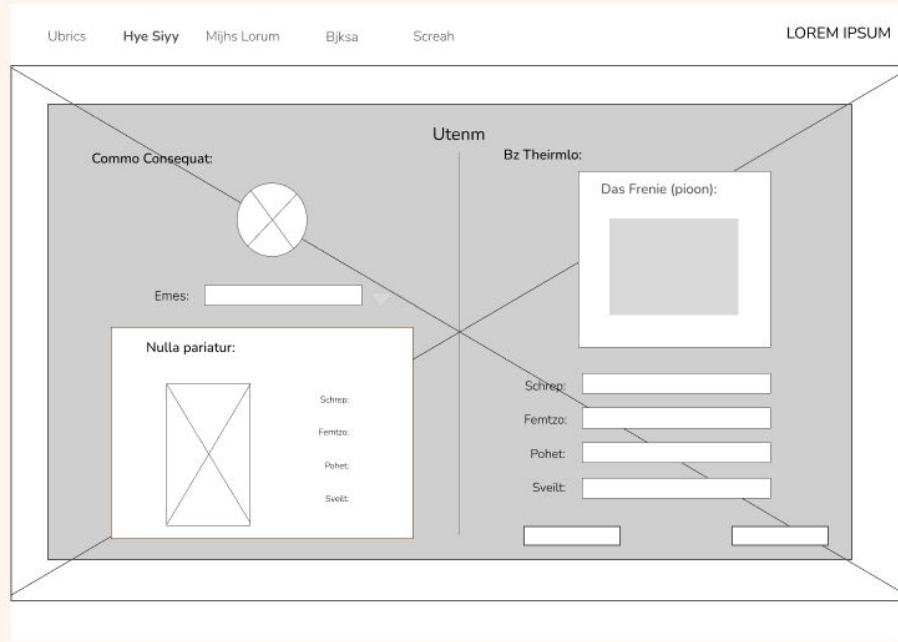 Ubrics
Hye Siyy
Mijhs Lorum
Bjksa
Screah
LOREM IPSUM
Utenm
Commo Consequat:
Emes:
Nulla pariatur:
Schrep:
Femtzo:
Pohet:
Sveilt:
Bz Theirmlo:
Das Frenie (pioon):
Schrep:
Femtzo:
Pohet:
Sveilt: